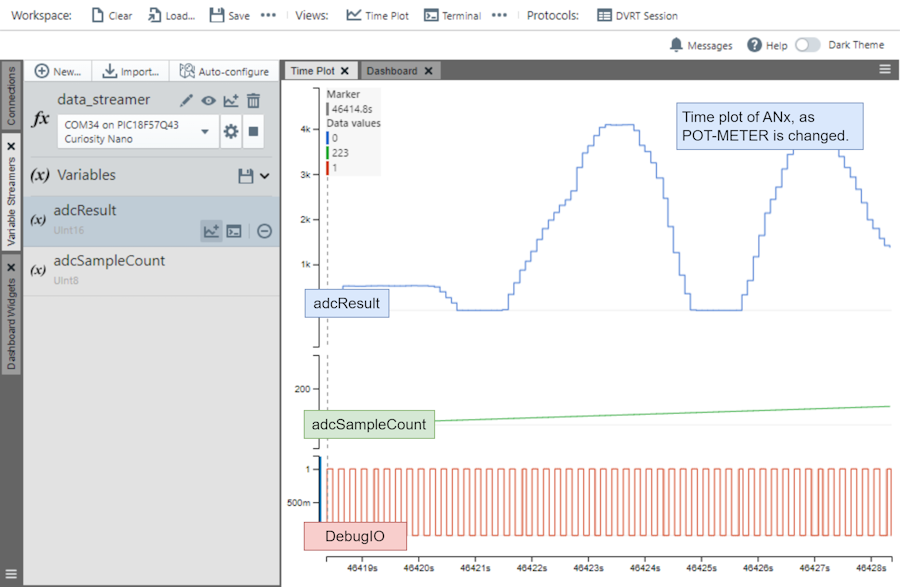 Workspace: Clear Load... Save ••• Views: Time Plot Terminal ••• Protocols: DVRT Session
Messages Help Dark Theme
Connections
Variable Streamers
Dashboard Widgets
New... Import... Auto-configure
data_streamer
fx
COM34 on PIC18F57Q43
Curiosity Nano
(x) Variables
(x) adcResult
Uint16
(x) adcSampleCount
Uint8
Time Plot
Dashboard
Marker
46414.8s
Data values
0
223
1
Time plot of ANx, as
POT-METER is changed.
4k
3k
2k
1k
adcResult
200
adcSampleCount
1
500m
DebugIO
46419s 46420s 46421s 46422s 46423s 46424s 46425s 46426s 46427s 46428s